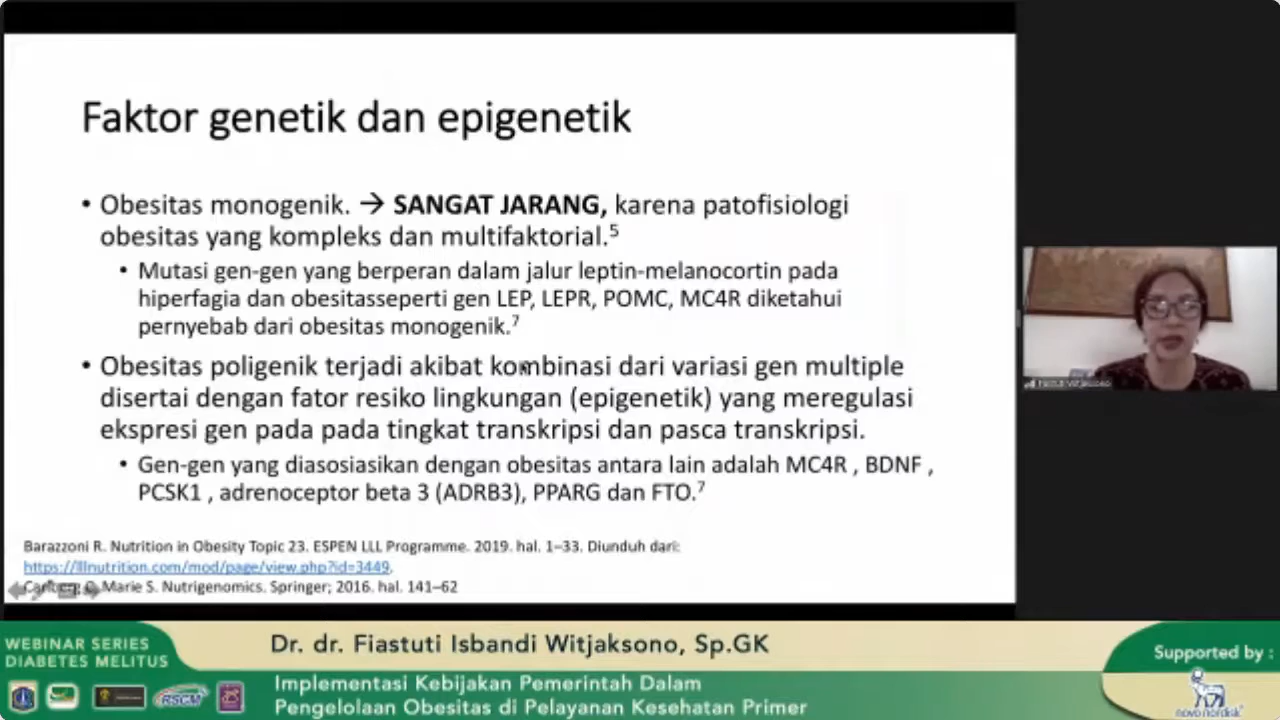 Faktor genetik dan epigenetik
• Obesitas monogenik. → SANGAT JARANG, karena patofisiologi
obesitas yang kompleks dan multifaktorial.⁵
• Mutasi gen-gen yang berperan dalam jalur leptin-melanocortin pada
hiperfagia dan obesitasseperti gen LEP, LEPR, POMC, MC4R diketahui
pernyebab dari obesitas monogenik.⁷
• Obesitas poligenik terjadi akibat kombinasi dari variasi gen multiple
disertai dengan fator resiko lingkungan (epigenetik) yang meregulasi
ekspresi gen pada pada tingkat transkripsi dan pasca transkripsi.
• Gen-gen yang diasosiasikan dengan obesitas antara lain adalah MC4R , BDNF ,
PCSK1 , adrenoceptor beta 3 (ADRB3), PPARG dan FTO.⁷
Barazzoni R. Nutrition in Obesity Topic 23. ESPEN LLL Programme. 2019. hal. 1–33. Diunduh dari:
https://lllnutrition.com/mod/page/view.php?id=3449.
Marie S. Nutrigenomics. Springer; 2016. hal. 141–62
Witjaksono
WEBINAR SERIES
DIABETES MELITUS
Dr. dr. Fiastuti Isbandi Witjaksono, Sp.GK
Implementasi Kebijakan Pemerintah Dalam
Pengelolaan Obesitas di Pelayanan Kesehatan Primer
RSCM
Supported by :
novo nordisk